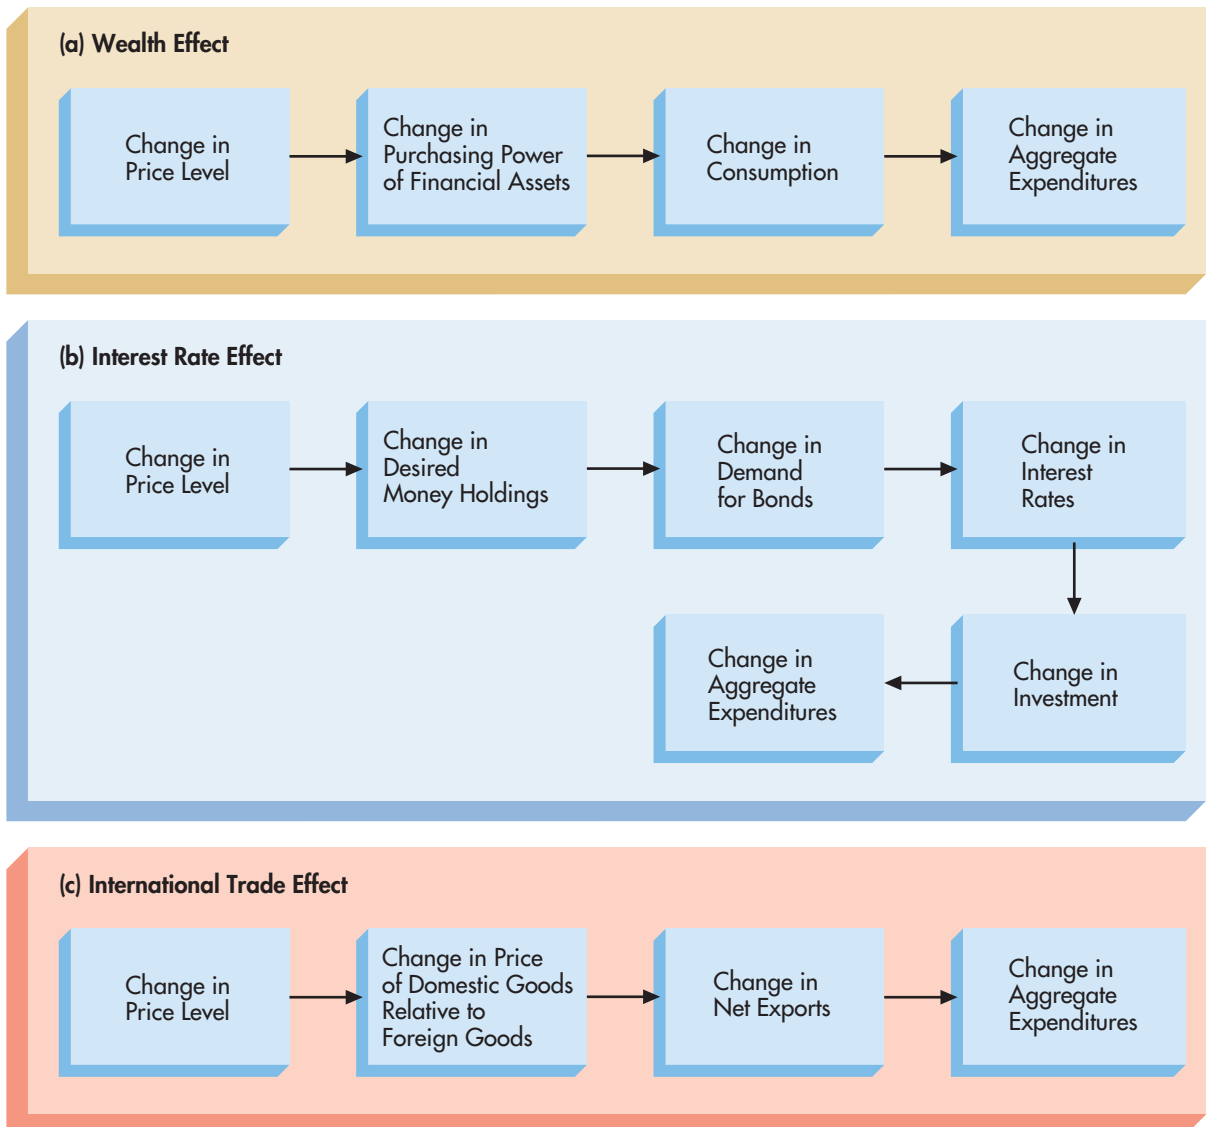 (a) Wealth Effect
Change in
Price Level
Change in
Purchasing Power
of Financial Assets
Change in
Consumption
Change in
Aggregate
Expenditures
(b) Interest Rate Effect
Change in
Price Level
Change in
Desired
Money Holdings
Change in
Demand
for Bonds
Change in
Interest
Rates
Change in
Investment
Change in
Aggregate
Expenditures
(c) International Trade Effect
Change in
Price Level
Change in Price
of Domestic Goods
Relative to
Foreign Goods
Change in
Net Exports
Change in
Aggregate
Expenditures